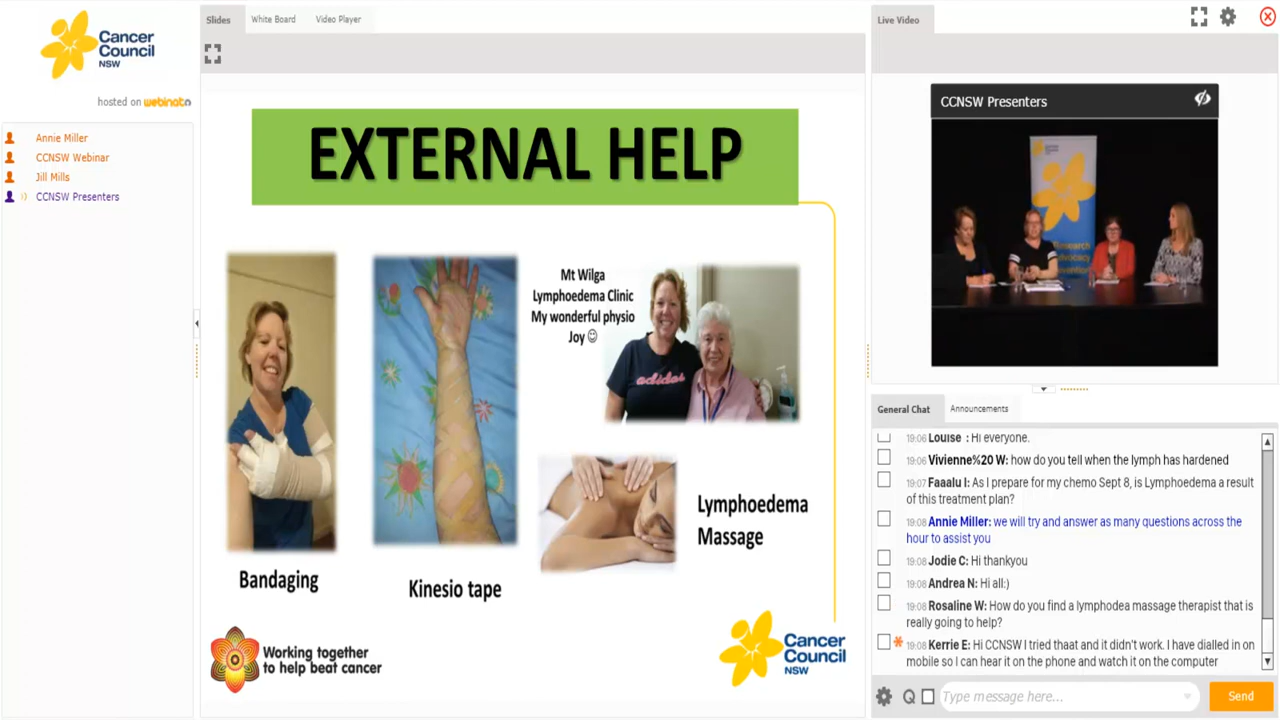 Cancer
Council
NSW
hosted on webinato
Annie Miller
CCNSW Webinar
Jill Mills
CCNSW Presenters
Slides
White Board
Video Player
EXTERNAL HELP
Mt Wilga
Lymphoedema Clinic
My wonderful physio
Joy ☺
adidas
Bandaging
Kinesio tape
Lymphoedema
Massage
Working together
to help beat cancer
Cancer
Council
NSW
Live Video
CCNSW Presenters
Research
Advocacy
General Chat
Announcements
19:06 Louise : Hi everyone.
19:06 Vivienne%20 W: how do you tell when the lymph has hardened
19:07 Faaalu I: As I prepare for my chemo Sept 8, is Lymphoedema a result
of this treatment plan?
19:08 Annie Miller: we will try and answer as many questions across the
hour to assist you
19:08 Jodie C: Hi thankyou
19:08 Andrea N: Hi all:)
19:08 Rosaline W: How do you find a lymphodea massage therapist that is
really going to help?
19:08 Kerrie E: Hi CCNSW I tried thaat and it didn't work. I have dialled in on
mobile so I can hear it on the phone and watch it on the computer
Q
Type message here...
Send